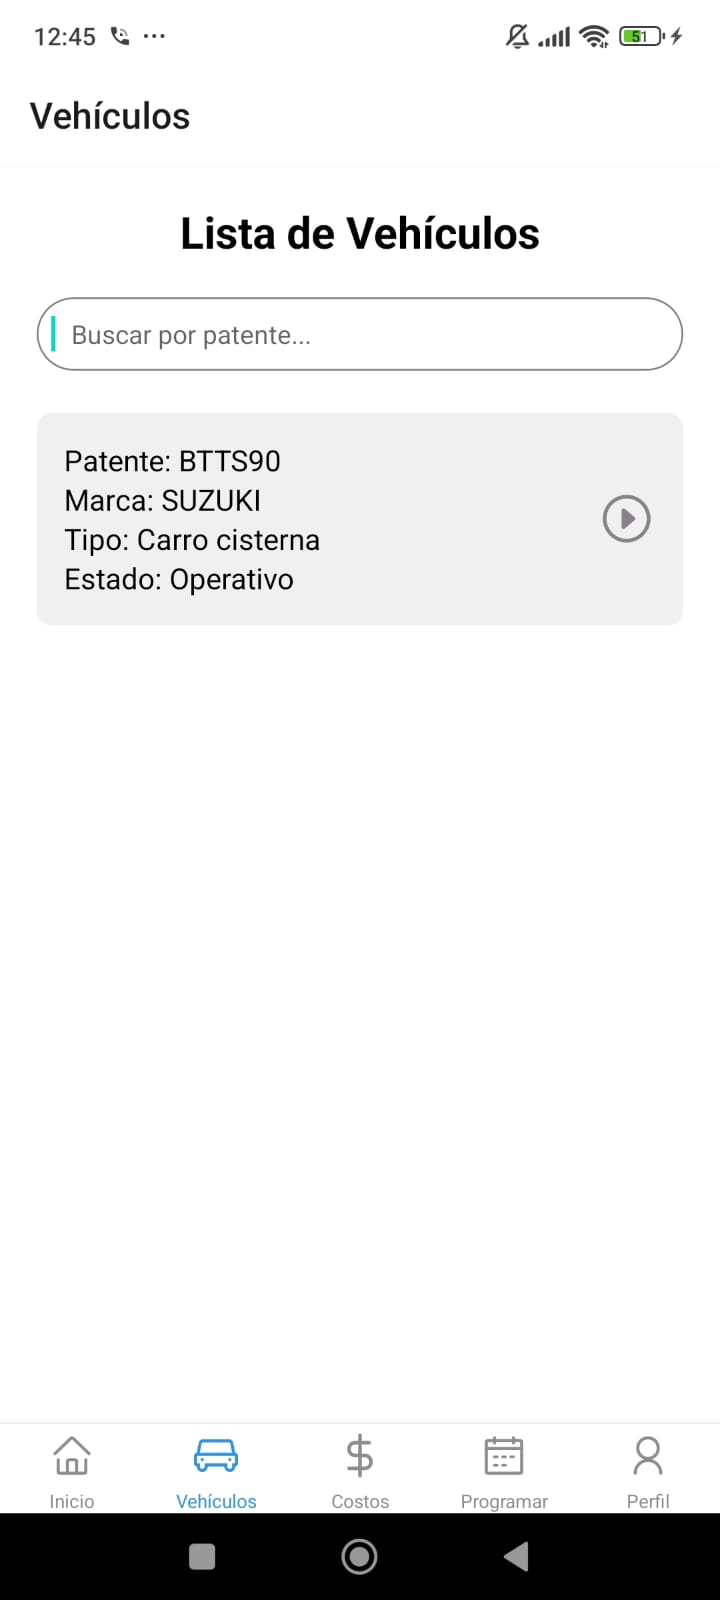 12:45
51
Vehículos
Lista de Vehículos
Buscar por patente...
Patente: BTTS90
Marca: SUZUKI
Tipo: Carro cisterna
Estado: Operativo
Inicio
Vehículos
Costos
Programar
Perfil